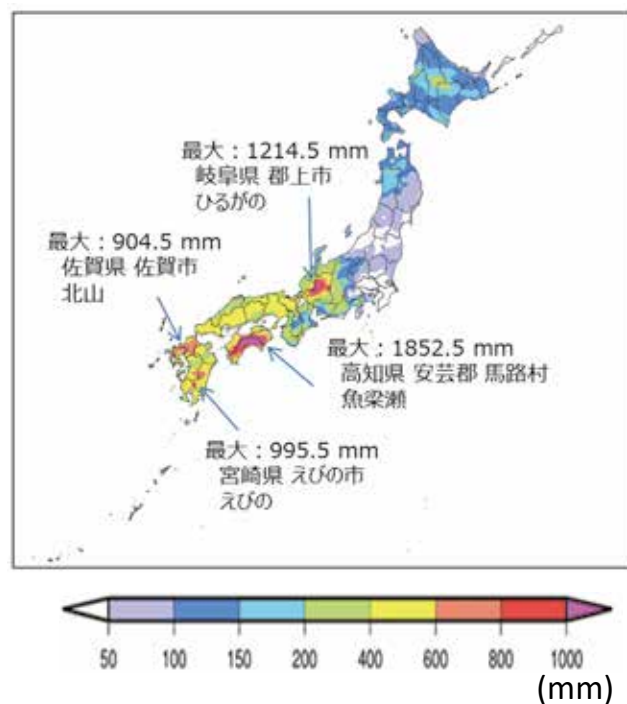 最大：1214.5 mm
岐阜県 郡上市
ひるがの
最大：904.5 mm
佐賀県 佐賀市
北山
最大：1852.5 mm
高知県 安芸郡 馬路村
魚梁瀬
最大：995.5 mm
宮崎県 えびの市
えびの
50 100 150 200 400 600 800 1000
(mm)